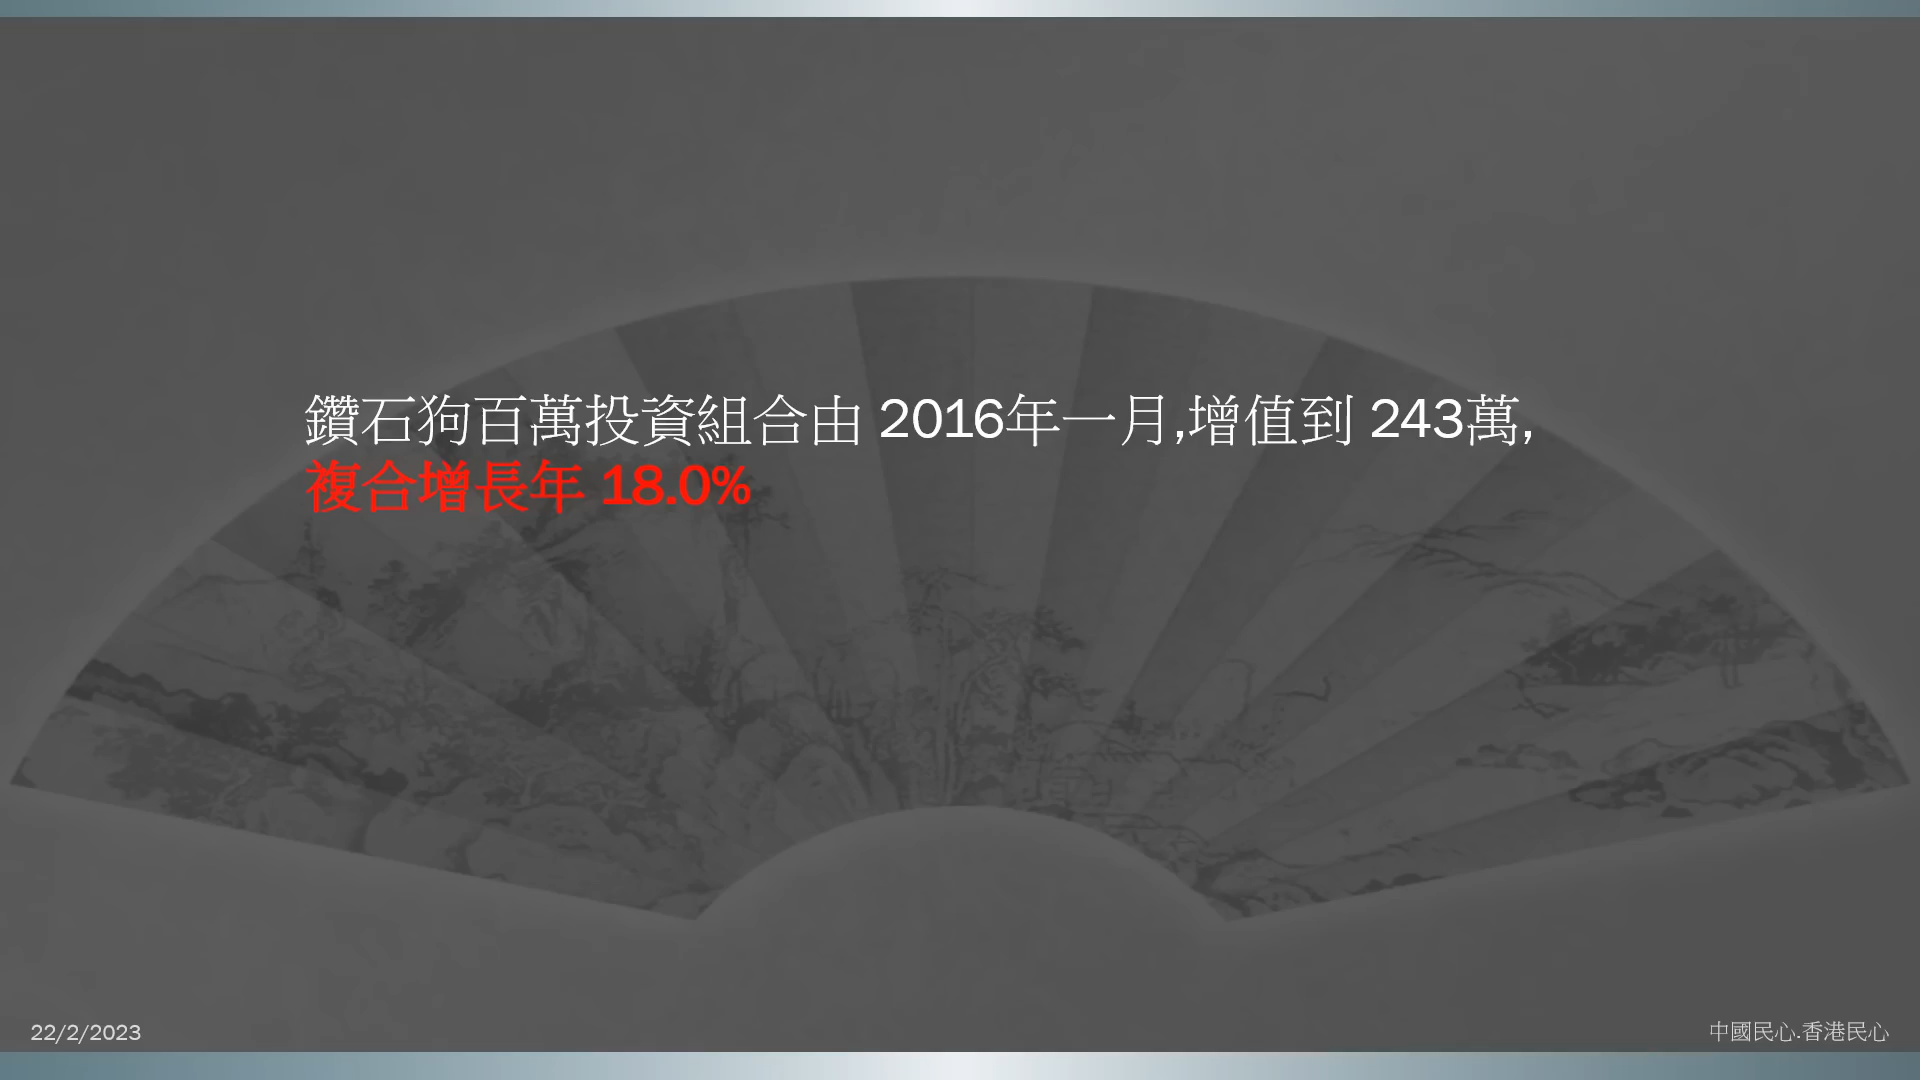 鑽石狗百萬投資組合由 2016年一月,增值到 243萬,
複合增長年 18.0%
22/2/2023
中國民心.香港民心